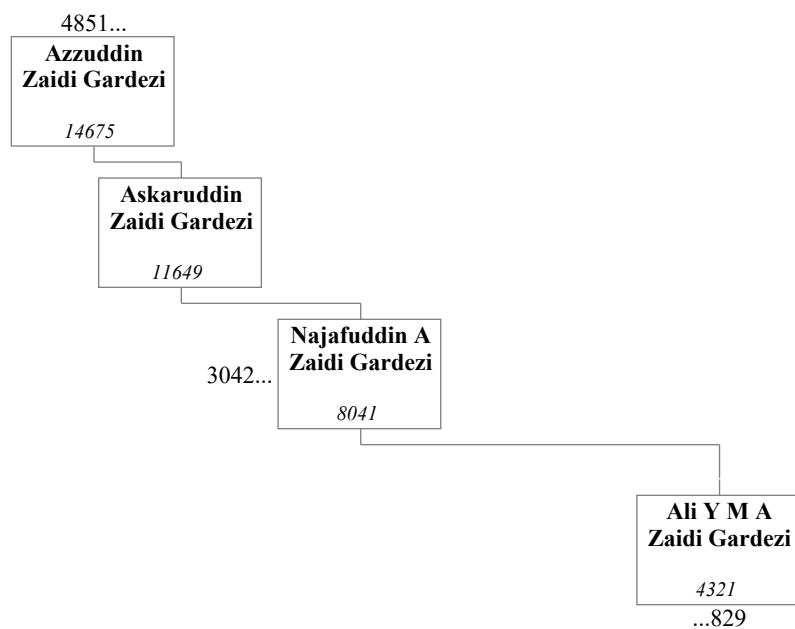 4851...
Azzuddin
Zaidi Gardezi
14675
Askaruddin
Zaidi Gardezi
11649
Najafuddin A
Zaidi Gardezi
3042...
8041
Ali Y M A
Zaidi Gardezi
4321
...829